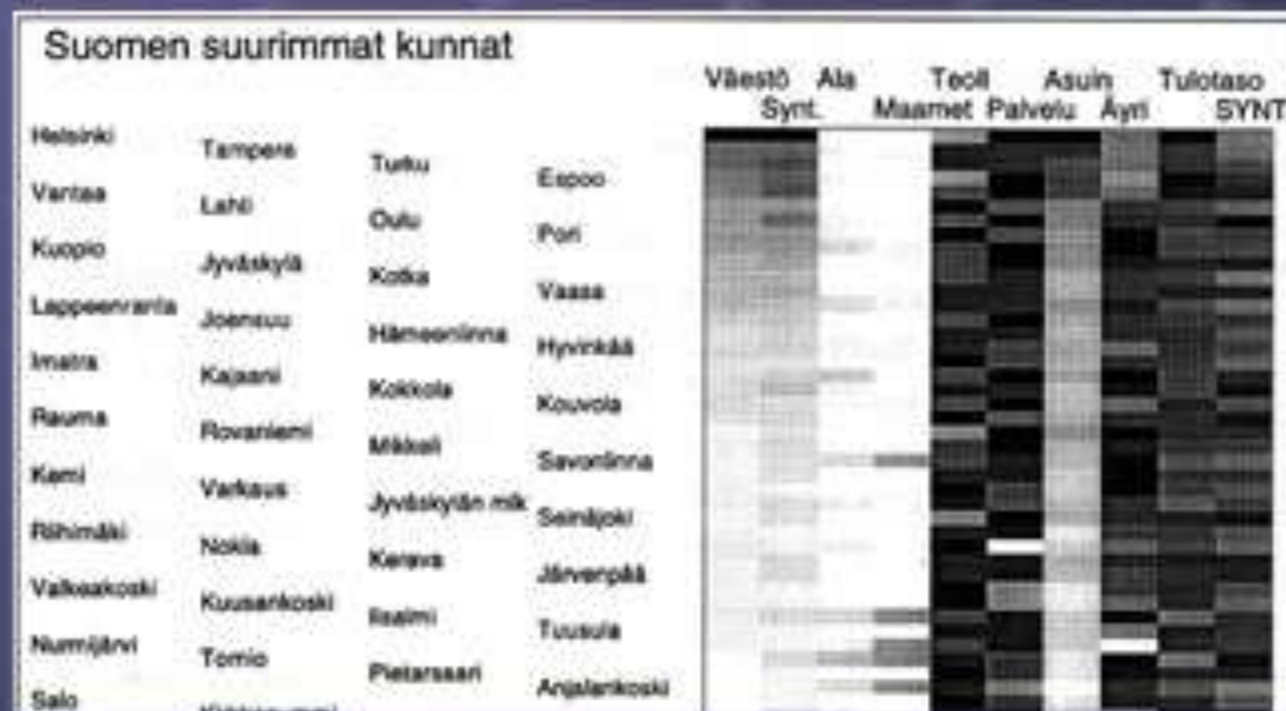 Suomen suurimmat kunnat
Väestö Ala Teoll Asuin Tulotaso
Synt. Maamet Palvelu Äyri SYNT
Helsinki
Tampere
Turku
Espoo
Vantaa
Lahti
Oulu
Pori
Kuopio
Jyväskylä
Kotka
Vaasa
Lappeenranta
Joensuu
Hämeenlinna
Hyvinkää
Imatra
Kajaani
Kokkola
Kouvola
Rauma
Rovaniemi
Mikkeli
Savonlinna
Kemi
Varkaus
Jyväskylän mlk
Seinäjoki
Riihimäki
Nokia
Kerava
Järvenpää
Valkeakoski
Kuusankoski
Iisalmi
Tuusula
Nurmijärvi
Tornio
Pietarsaari
Anjalankoski
Salo